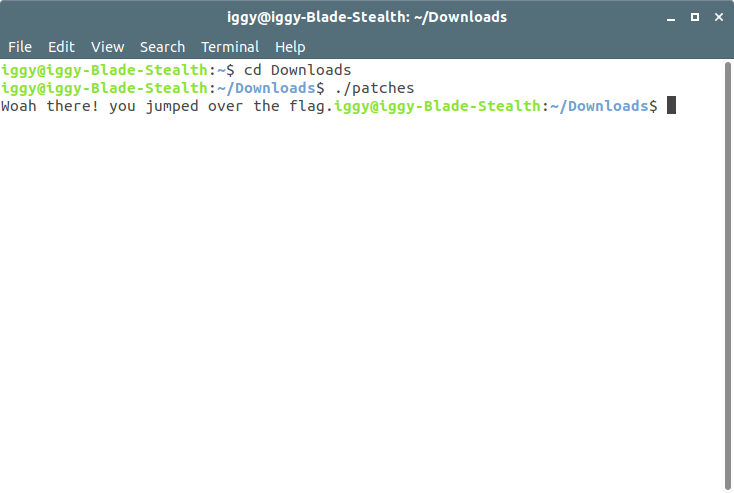 iggy@iggy-Blade-Stealth: ~/Downloads
File Edit View Search Terminal Help
iggy@iggy-Blade-Stealth:~$ cd Downloads
iggy@iggy-Blade-Stealth:~/Downloads$ ./patches
Woah there! you jumped over the flag.iggy@iggy-Blade-Stealth:~/Downloads$